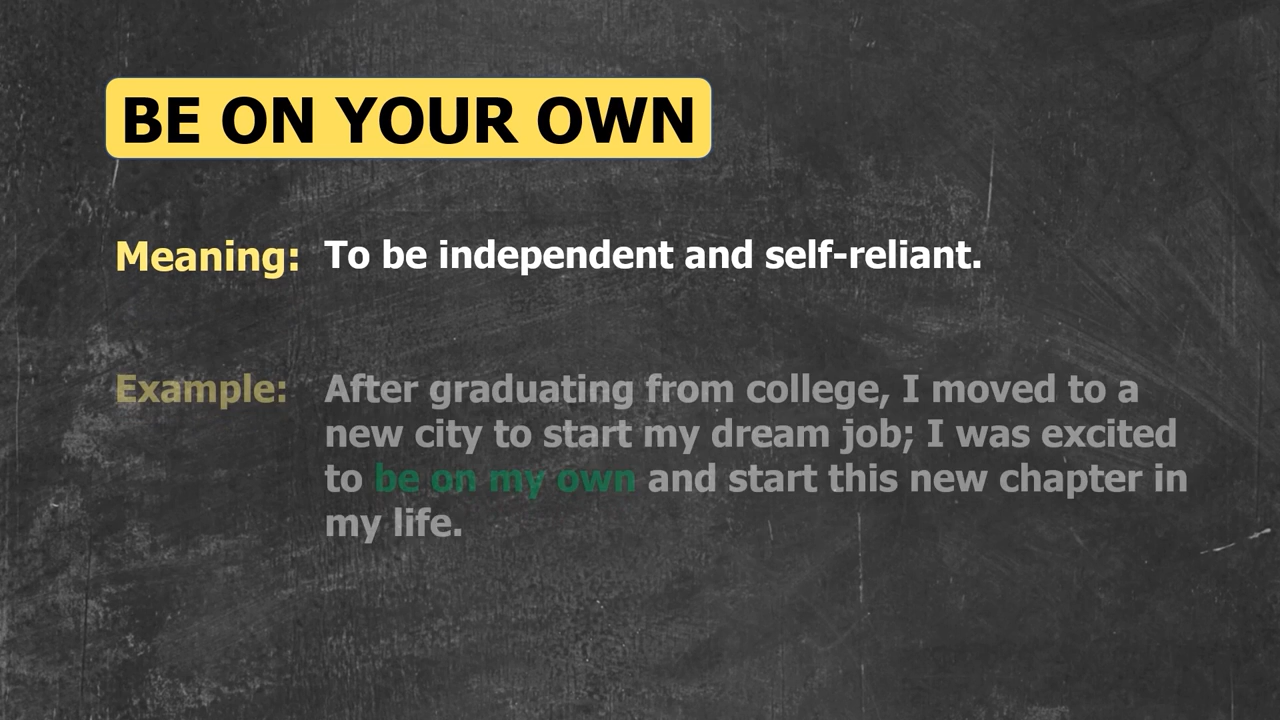 BE ON YOUR OWN
Meaning: To be independent and self-reliant.
Example: After graduating from college, I moved to a
new city to start my dream job; I was excited
to be on my own and start this new chapter in
my life.